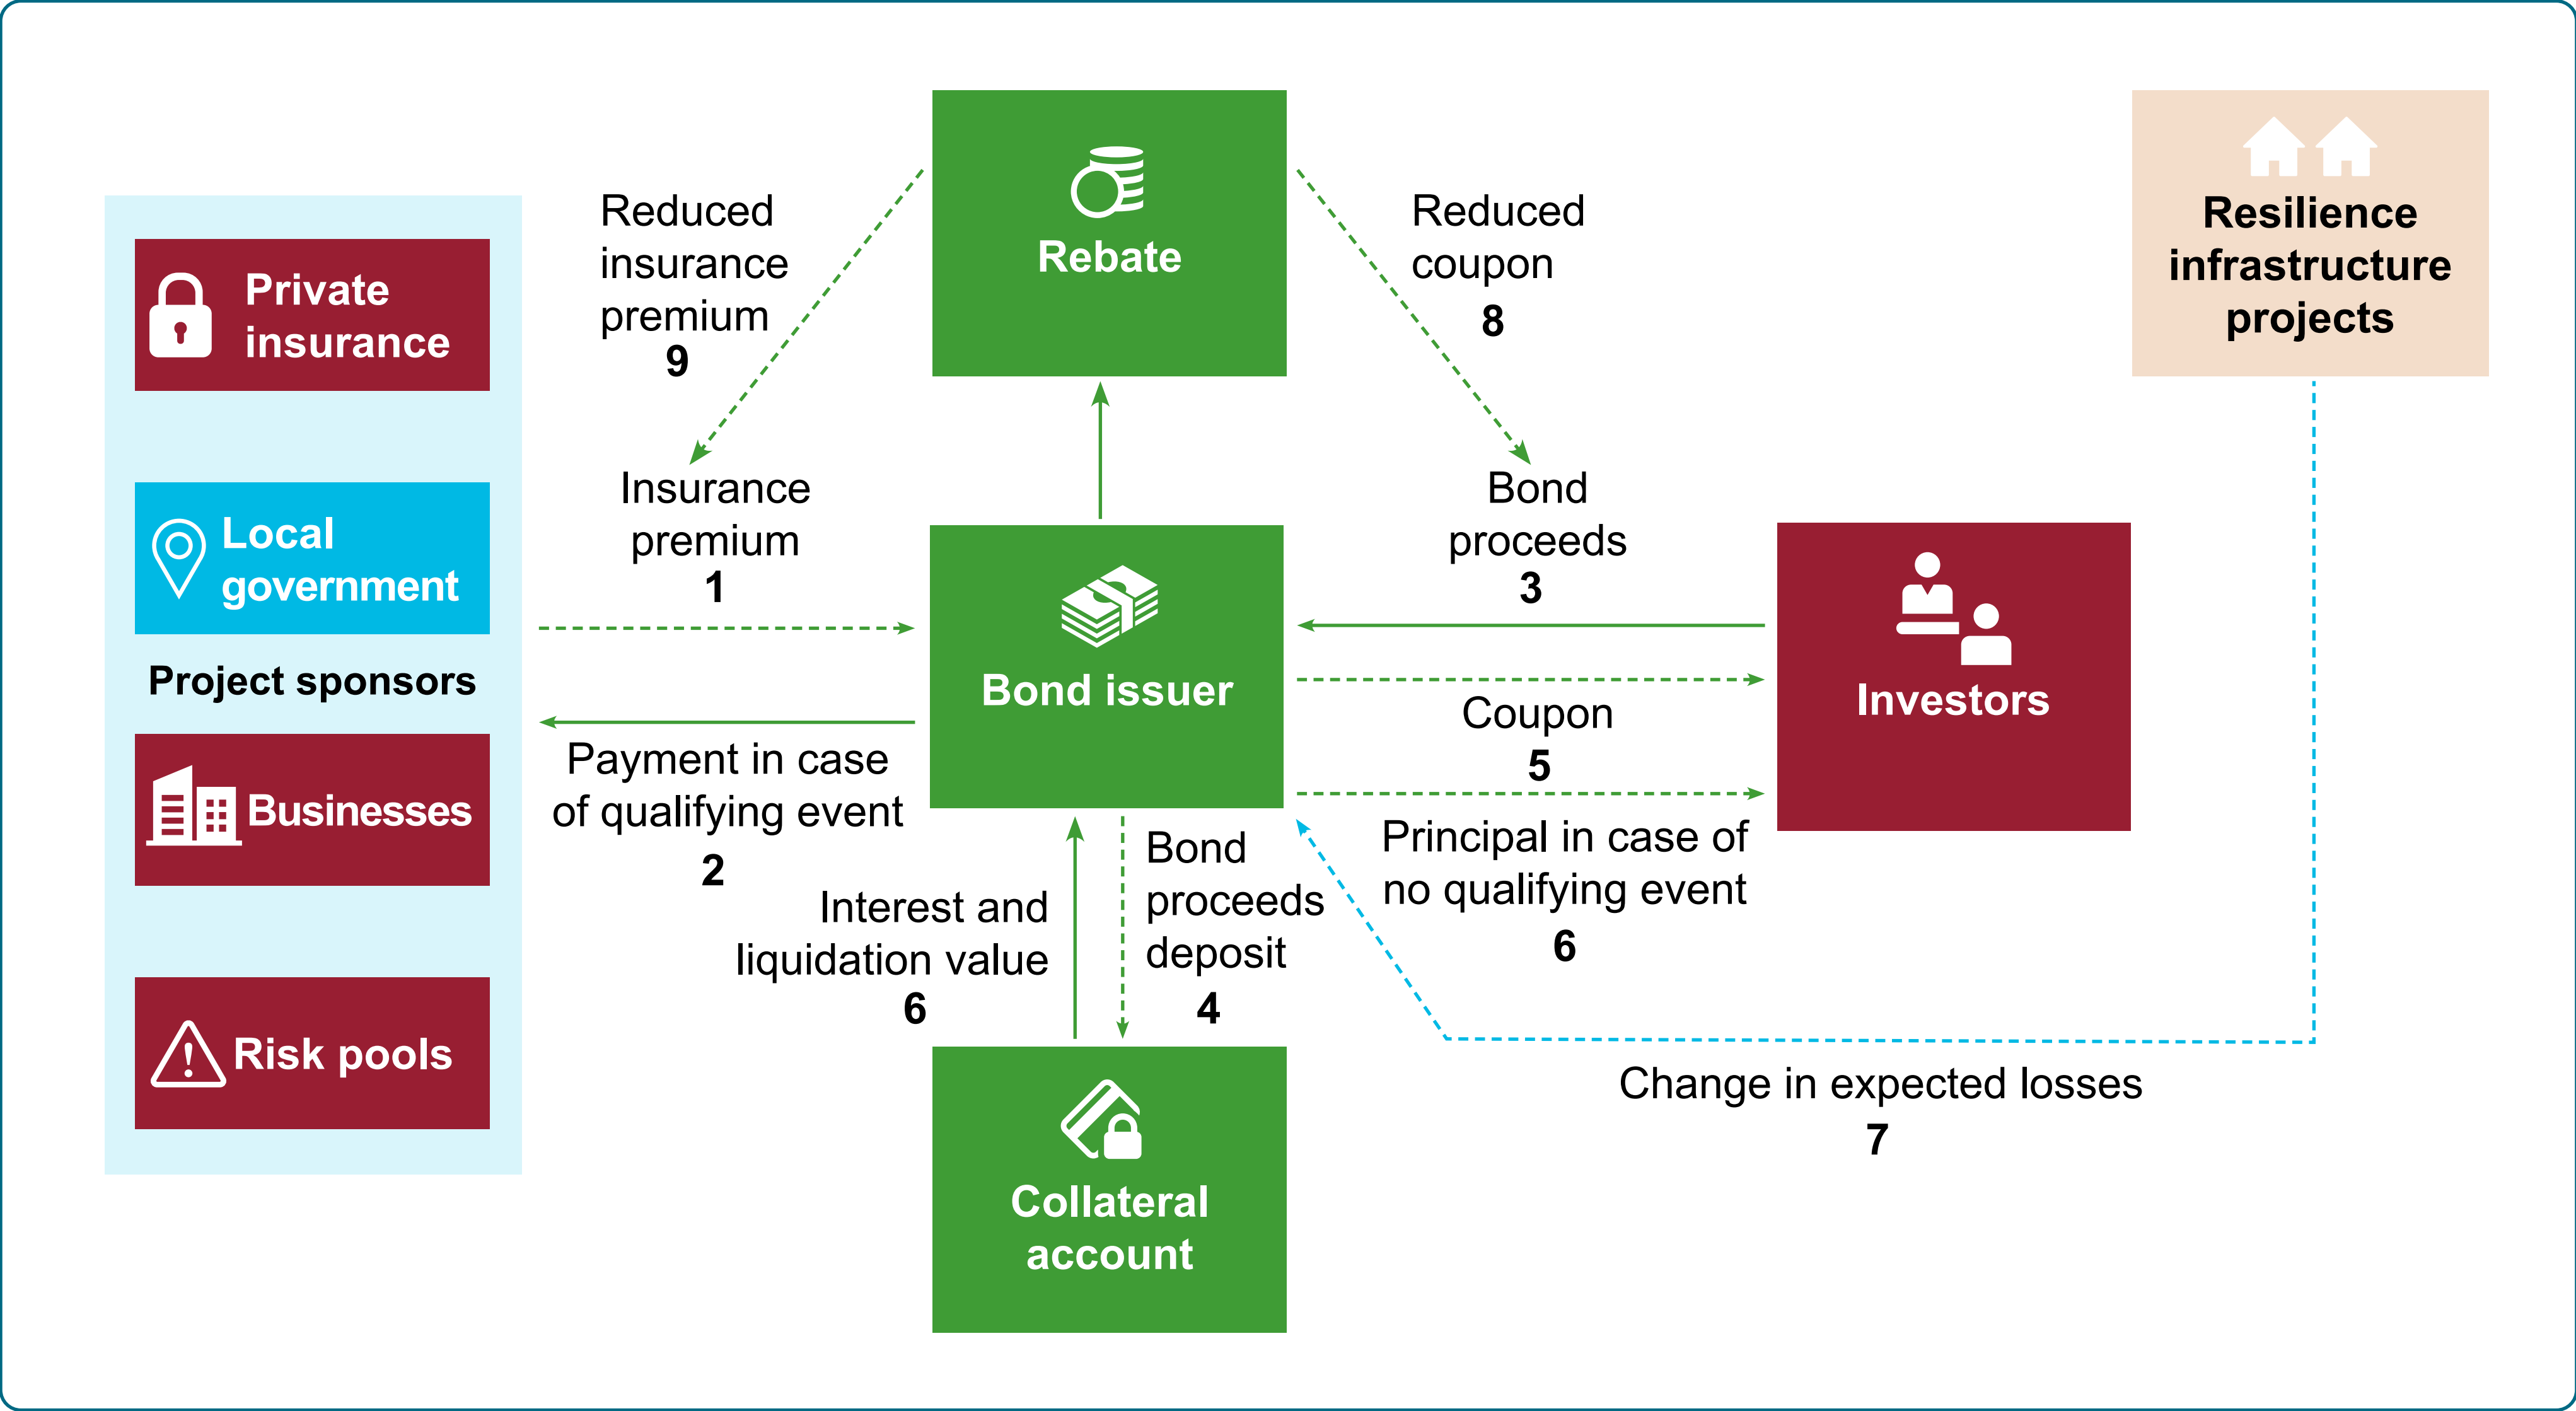 Private
insurance
Local
government
Project sponsors
Businesses
Risk pools
Reduced
insurance
premium
9
Insurance
premium
1
Payment in case
of qualifying event
2
Rebate
Bond issuer
Interest and
liquidation value
6
Bond
proceeds
deposit
4
Collateral
account
Reduced
coupon
8
Bond
proceeds
3
Coupon
5
Principal in case of
no qualifying event
6
Investors
Resilience
infrastructure
projects
Change in expected losses
7